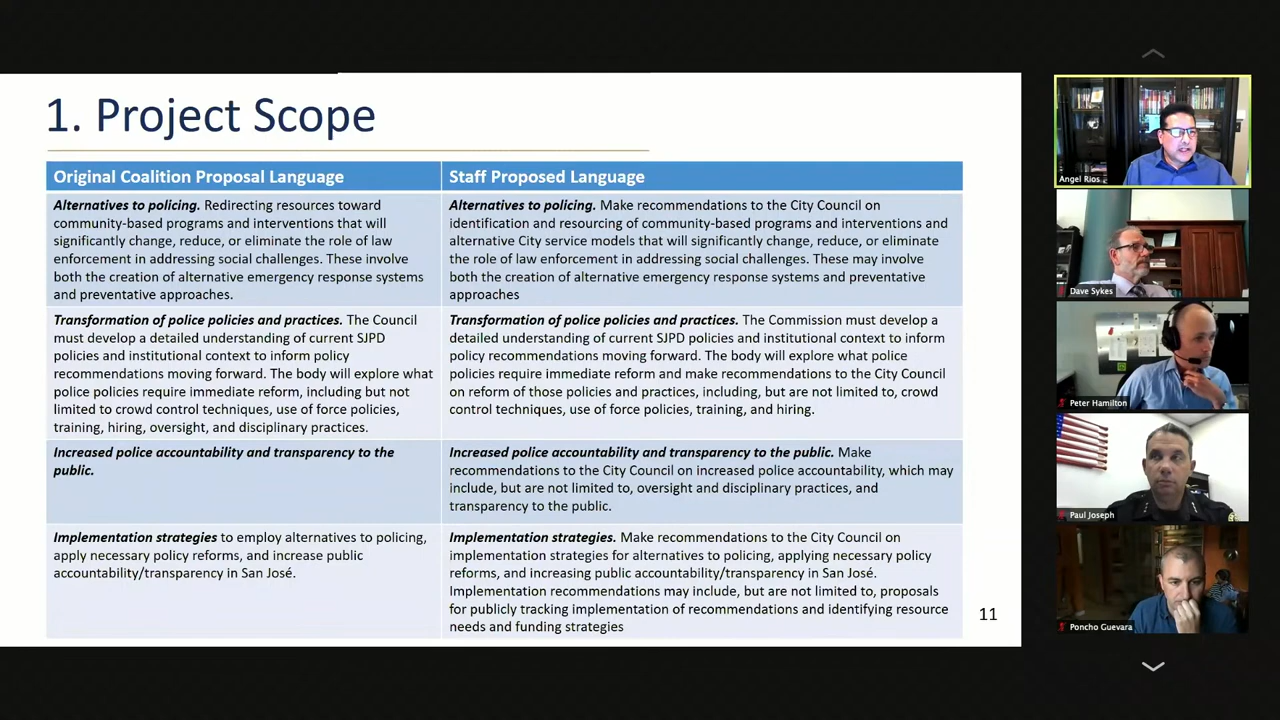 1. Project Scope
Original Coalition Proposal Language
Staff Proposed Language
Alternatives to policing. Redirecting resources toward
community-based programs and interventions that will
significantly change, reduce, or eliminate the role of law
enforcement in addressing social challenges. These involve
both the creation of alternative emergency response systems
and preventative approaches.
Alternatives to policing. Make recommendations to the City Council on
identification and resourcing of community-based programs and interventions and
alternative City service models that will significantly change, reduce, or eliminate
the role of law enforcement in addressing social challenges. These may involve
both the creation of alternative emergency response systems and preventative
approaches
Transformation of police policies and practices. The Council
must develop a detailed understanding of current SJPD
policies and institutional context to inform policy
recommendations moving forward. The body will explore what
police policies require immediate reform, including but not
limited to crowd control techniques, use of force policies,
training, hiring, oversight, and disciplinary practices.
Transformation of police policies and practices. The Commission must develop a
detailed understanding of current SJPD policies and institutional context to inform
policy recommendations moving forward. The body will explore what police
policies require immediate reform and make recommendations to the City Council
on reform of those policies and practices, including, but are not limited to, crowd
control techniques, use of force policies, training, and hiring.
Increased police accountability and transparency to the
public.
Increased police accountability and transparency to the public. Make
recommendations to the City Council on increased police accountability, which may
include, but are not limited to, oversight and disciplinary practices, and
transparency to the public.
Implementation strategies to employ alternatives to policing,
apply necessary policy reforms, and increase public
accountability/transparency in San José.
Implementation strategies. Make recommendations to the City Council on
implementation strategies for alternatives to policing, applying necessary policy
reforms, and increasing public accountability/transparency in San José.
Implementation recommendations may include, but are not limited to, proposals
for publicly tracking implementation of recommendations and identifying resource
needs and funding strategies
11
Angel Rios
Dave Sykes
Peter Hamilton
Paul Joseph
Poncho Guevara